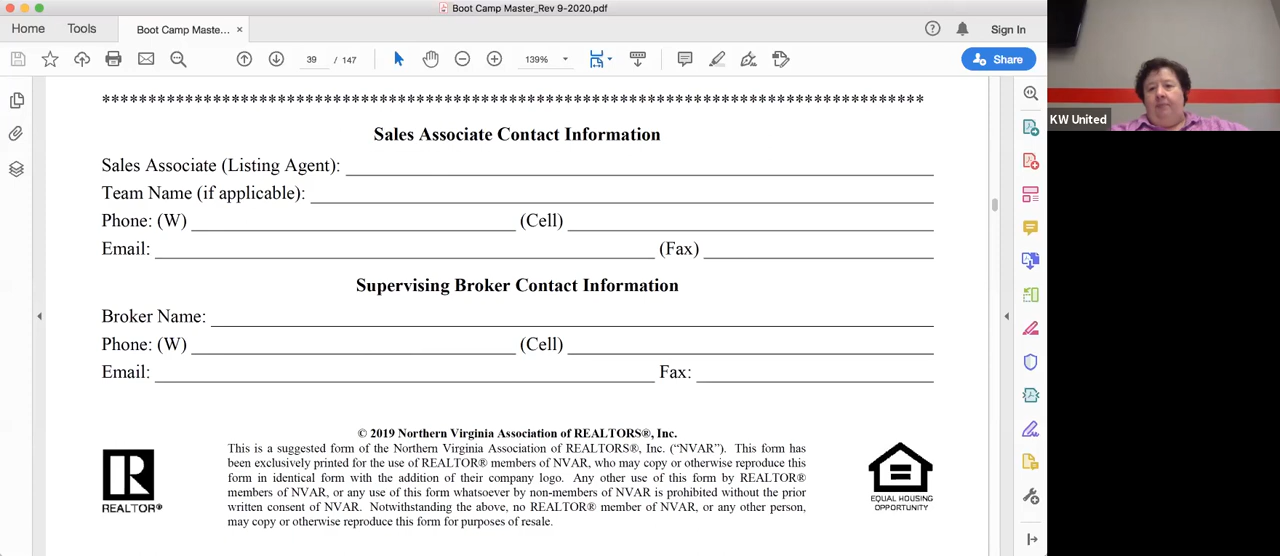 Boot Camp Master_Rev 9-2020.pdf
Home Tools Boot Camp Maste... × Sign In
39 / 147 139% Share
**************************************************************************************
Sales Associate Contact Information
Sales Associate (Listing Agent):
Team Name (if applicable):
Phone: (W) (Cell)
Email: (Fax)
Supervising Broker Contact Information
Broker Name:
Phone: (W) (Cell)
Email: Fax:
© 2019 Northern Virginia Association of REALTORS®, Inc.
This is a suggested form of the Northern Virginia Association of REALTORS®, Inc. (“NVAR”). This form has
been exclusively printed for the use of REALTOR® members of NVAR, who may copy or otherwise reproduce this
form in identical form with the addition of their company logo. Any other use of this form by REALTOR®
members of NVAR, or any use of this form whatsoever by non-members of NVAR is prohibited without the prior
written consent of NVAR. Notwithstanding the above, no REALTOR® member of NVAR, or any other person,
may copy or otherwise reproduce this form for purposes of resale.
R
REALTOR®
EQUAL HOUSING
OPPORTUNITY
KW United